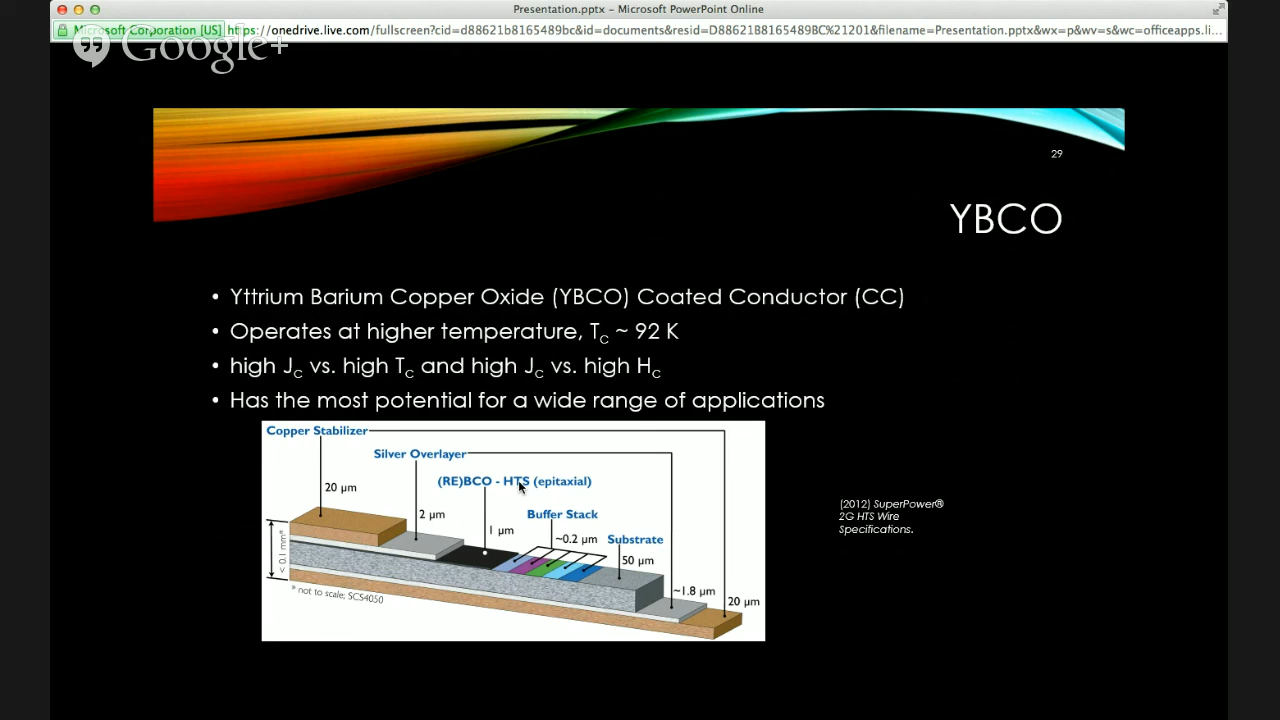 Presentation.pptx – Microsoft PowerPoint Online
Microsoft Corporation [US] https://onedrive.live.com/fullscreen?cid=d88621b8165489bc&id=documents&resid=D88621B8165489BC%21201&filename=Presentation.pptx&wx=p&wv=s&wc=officeapps.li...
Google+
29
YBCO
• Yttrium Barium Copper Oxide (YBCO) Coated Conductor (CC)
• Operates at higher temperature, Tc ~ 92 K
• high Jc vs. high Tc and high Jc vs. high Hc
• Has the most potential for a wide range of applications
Copper Stabilizer
Silver Overlayer
(RE)BCO - HTS (epitaxial)
20 μm
2 μm
Buffer Stack
1 μm
~0.2 μm
Substrate
50 μm
< 0.1 mm*
* not to scale; SCS4050
~1.8 μm
20 μm
(2012) SuperPower®
2G HTS Wire
Specifications.